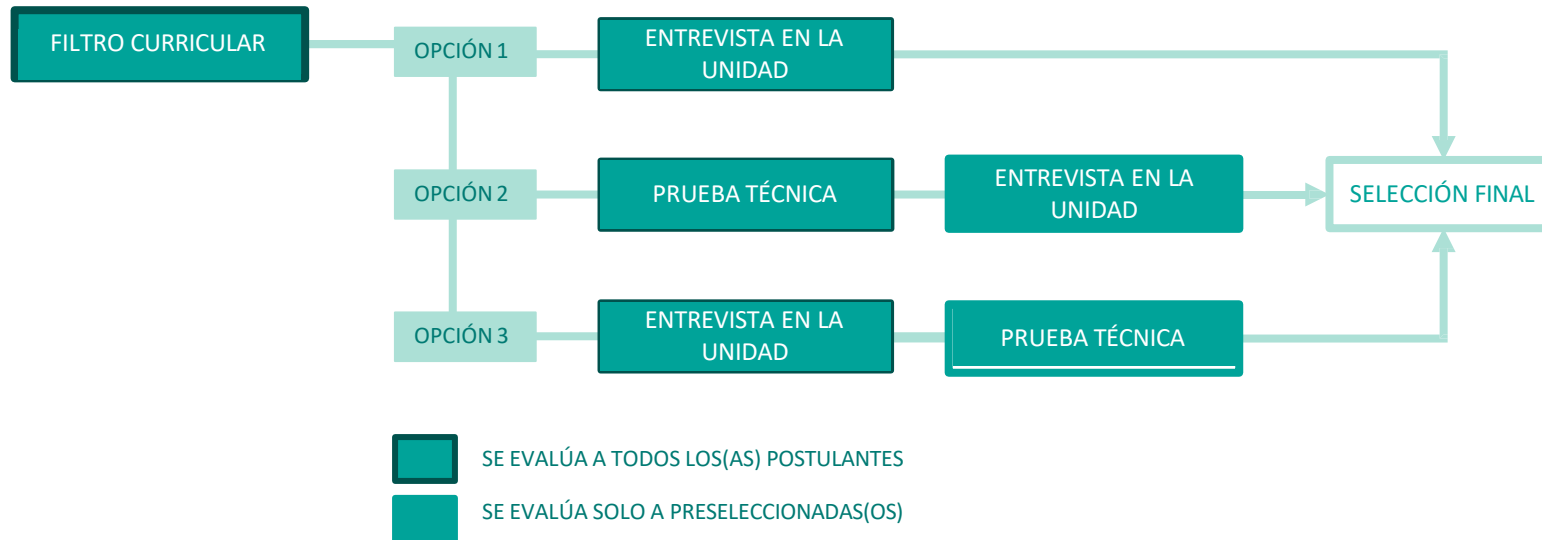 FILTRO CURRICULAR
OPCIÓN 1
ENTREVISTA EN LA
UNIDAD
OPCIÓN 2
PRUEBA TÉCNICA
ENTREVISTA EN LA
UNIDAD
SELECCIÓN FINAL
OPCIÓN 3
ENTREVISTA EN LA
UNIDAD
PRUEBA TÉCNICA
SE EVALÚA A TODOS LOS(AS) POSTULANTES
SE EVALÚA SOLO A PRESELECCIONADAS(OS)